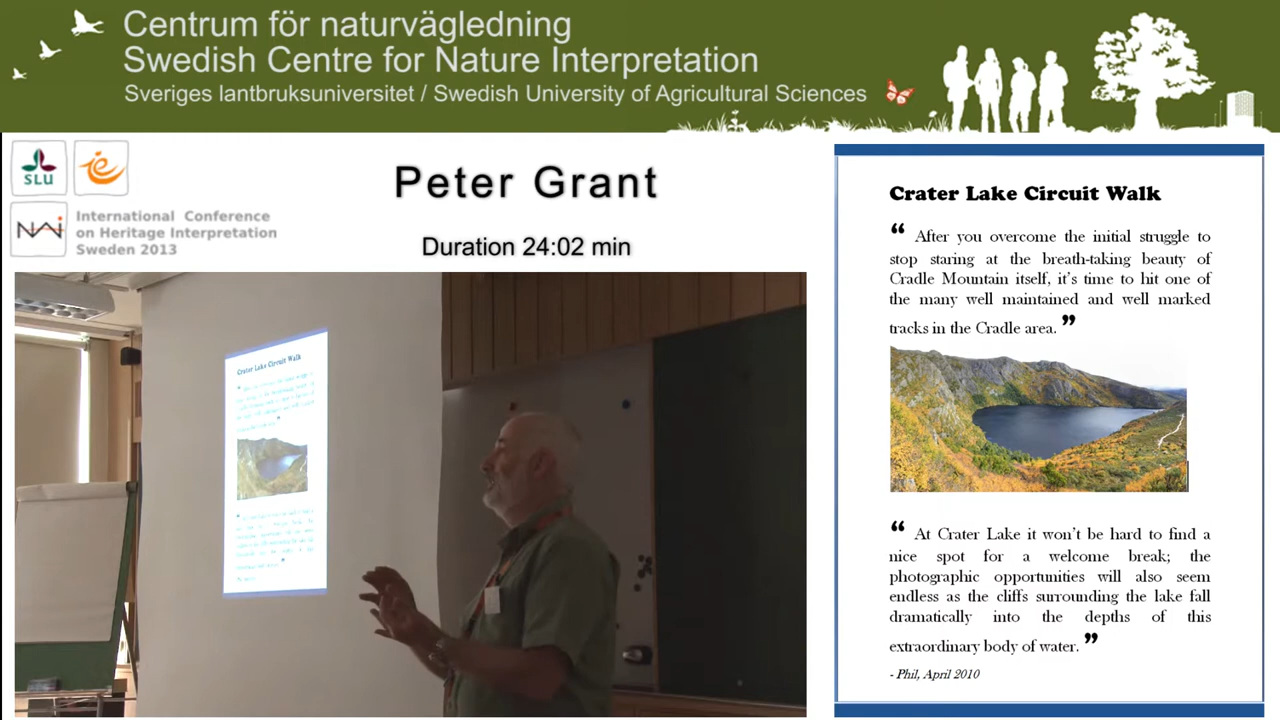 Centrum för naturvägledning
Swedish Centre for Nature Interpretation
Sveriges lantbruksuniversitet / Swedish University of Agricultural Sciences
SLU
NAI
International Conference
on Heritage Interpretation
Sweden 2013
Peter Grant
Duration 24:02 min
Crater Lake Circuit Walk
Crater Lake Circuit Walk
“ After you overcome the initial struggle to
stop staring at the breath-taking beauty of
Cradle Mountain itself, it’s time to hit one of
the many well maintained and well marked
tracks in the Cradle area. ”
“ At Crater Lake it won’t be hard to find a
nice spot for a welcome break; the
photographic opportunities will also seem
endless as the cliffs surrounding the lake fall
dramatically into the depths of this
extraordinary body of water. ”
- Phil, April 2010